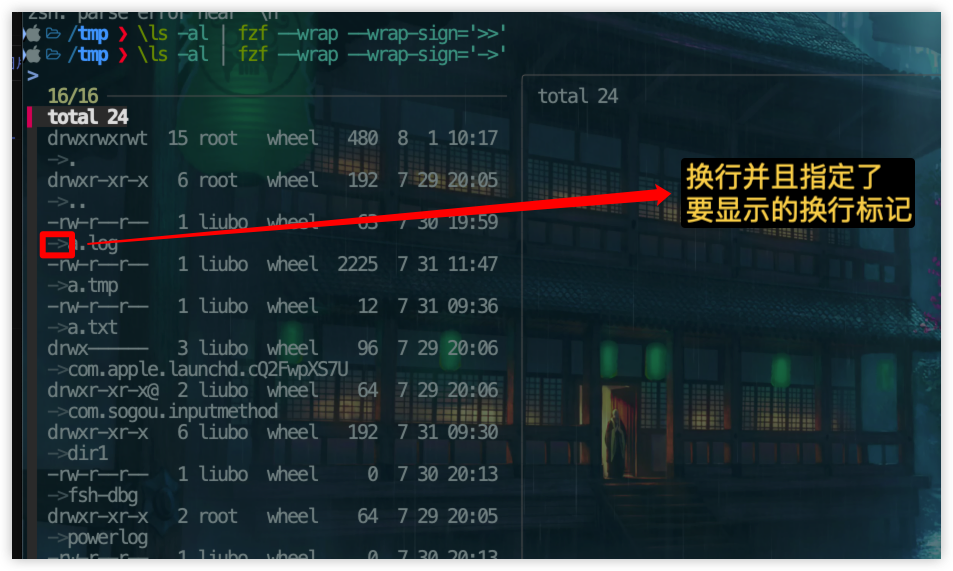 zsh: parse error near `\n'
/tmp ❯ \ls -al | fzf --wrap --wrap-sign='>>'
/tmp ❯ \ls -al | fzf --wrap --wrap-sign='->'
>
16/16
total 24
total 24
drwxrwxrwt 15 root wheel 480 8 1 10:17
->.
drwxr-xr-x 6 root wheel 192 7 29 20:05
->..
-rw-r--r-- 1 liubo wheel 63 7 30 19:59
->a.log
-rw-r--r-- 1 liubo wheel 2225 7 31 11:47
->a.tmp
-rw-r--r-- 1 liubo wheel 12 7 31 09:36
->a.txt
drwx------ 3 liubo wheel 96 7 29 20:06
->com.apple.launchd.cQ2FwpXS7U
drwxr-xr-x@ 2 liubo wheel 64 7 29 20:06
->com.sogou.inputmethod
drwxr-xr-x 6 liubo wheel 192 7 31 09:30
->dir1
-rw-r--r-- 1 liubo wheel 0 7 30 20:13
->fsh-dbg
drwxr-xr-x 2 root wheel 64 7 29 20:05
->powerlog
-rw-r--r-- 1 liubo wheel 0 7 30 20:13
换行并且指定了
要显示的换行标记